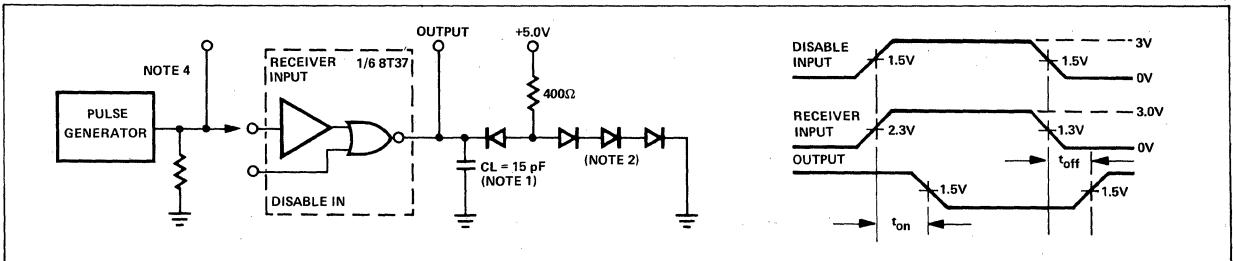 NOTE 4
PULSE
GENERATOR
RECEIVER 1/6 8T37
INPUT
DISABLE IN
OUTPUT
+5.0V
400Ω
CL = 15 pF
(NOTE 1)
(NOTE 2)
DISABLE
INPUT
3V
1.5V
1.5V
0V
RECEIVER
INPUT
3.0V
2.3V
1.3V
0V
OUTPUT
toff
1.5V
1.5V
ton